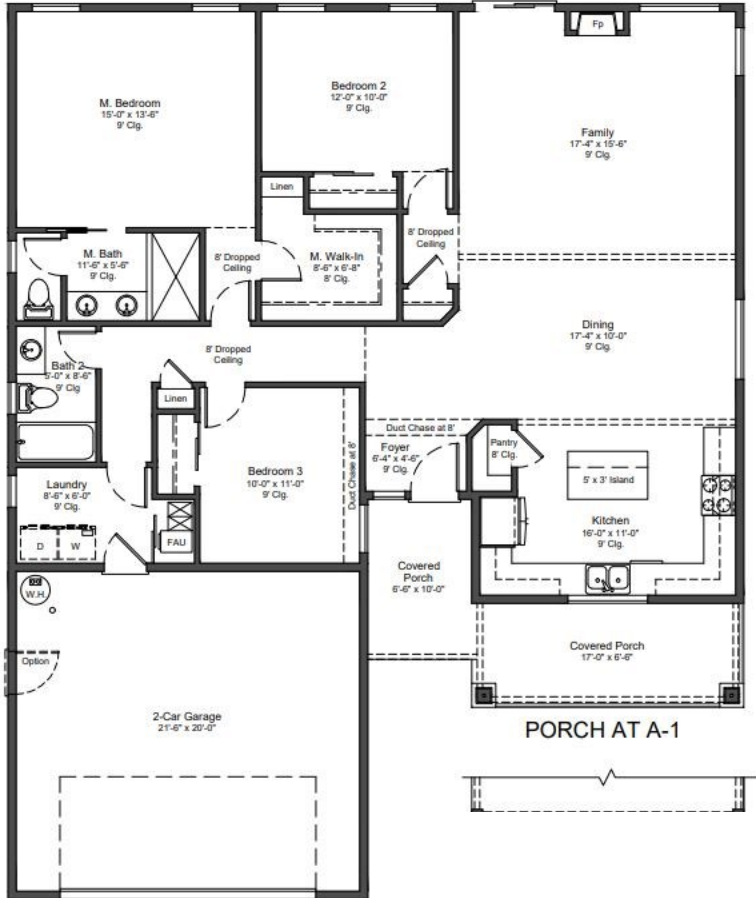 Fp
M. Bedroom
15'-0" x 13'-6"
9' Clg.
Bedroom 2
12'-0" x 10'-0"
9' Clg.
Family
17'-4" x 15'-6"
9' Clg.
Linen
M. Bath
11'-6" x 5'-6"
9' Clg.
8' Dropped
Ceiling
M. Walk-In
8'-6" x 6'-8"
8' Clg.
8' Dropped
Ceiling
Dining
17'-4" x 10'-0"
9' Clg.
Bath 2
5'-0" x 8'-6"
9' Clg
8' Dropped
Ceiling
Linen
Duct Chase at 8'
Foyer
6'-4" x 4'-6"
9' Clg.
Pantry
8' Clg.
Bedroom 3
10'-0" x 11'-0"
9' Clg.
Duct Chase at 8'
5' x 3' Island
Laundry
8'-6" x 6'-0"
9' Clg.
Kitchen
16'-0" x 11'-0"
9' Clg.
D
W
FAU
Covered
Porch
6'-6" x 10'-0"
W.H.
Option
Covered Porch
17'-0" x 6'-6"
2-Car Garage
21'-6" x 20'-0"
PORCH AT A-1